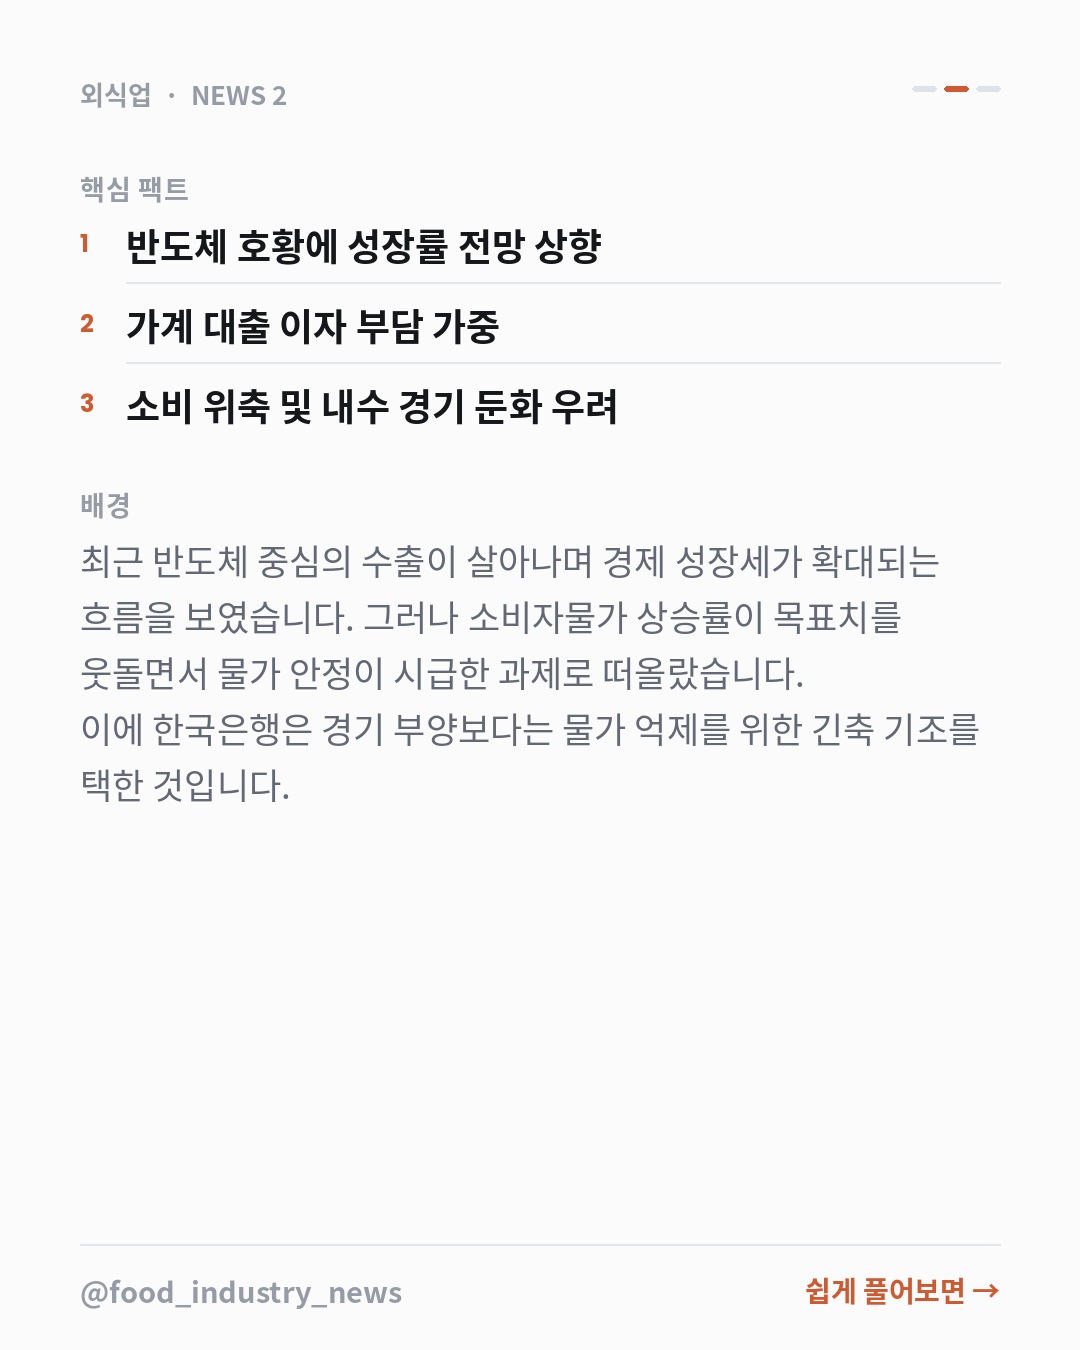 외식업 · NEWS 2
핵심 팩트
1 반도체 호황에 성장률 전망 상향
2 가계 대출 이자 부담 가중
3 소비 위축 및 내수 경기 둔화 우려
배경
최근 반도체 중심의 수출이 살아나며 경제 성장세가 확대되는
흐름을 보였습니다. 그러나 소비자물가 상승률이 목표치를
웃돌면서 물가 안정이 시급한 과제로 떠올랐습니다.
이에 한국은행은 경기 부양보다는 물가 억제를 위한 긴축 기조를
택한 것입니다.
@food_industry_news
쉽게 풀어보면 →